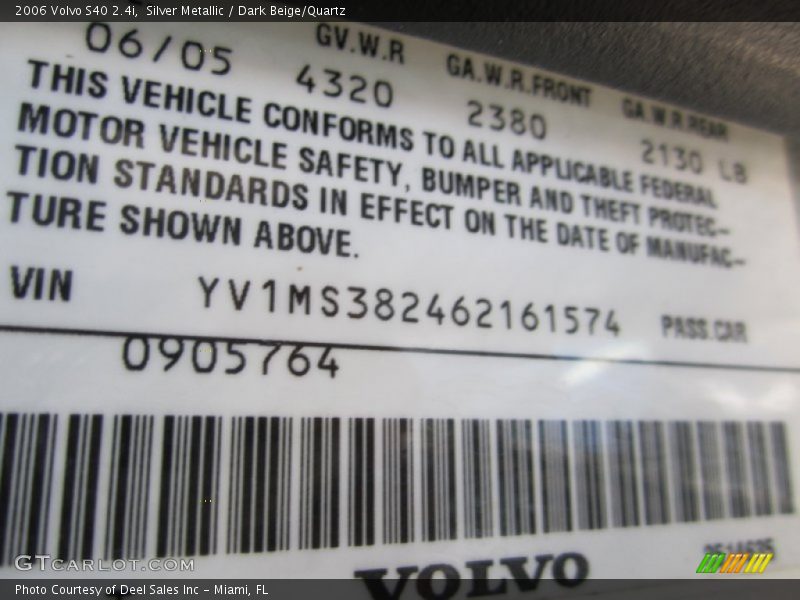 2006 Volvo S40 2.4i, Silver Metallic / Dark Beige/Quartz
06/05 GV.W.R GA.W.R.FRONT GA.W.R.REAR
4320 2380 2130 LB
THIS VEHICLE CONFORMS TO ALL APPLICABLE FEDERAL
MOTOR VEHICLE SAFETY, BUMPER AND THEFT PROTEC-
TION STANDARDS IN EFFECT ON THE DATE OF MANUFAC-
TURE SHOWN ABOVE.
VIN YV1MS382462161574 PASS.CAR
0905764
VOLVO
GTCARLOT.COM
Photo Courtesy of Deel Sales Inc - Miami, FL